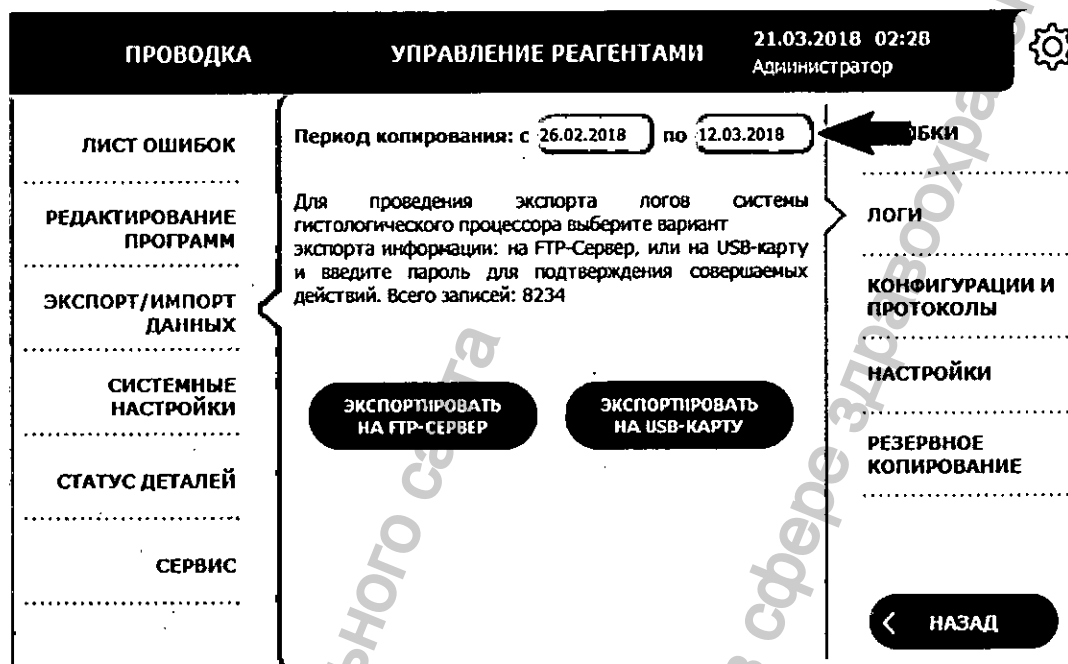 ПРОВОДКА
УПРАВЛЕНИЕ РЕАГЕНТАМИ
21.03.2018 02:28
Администратор
ЛИСТ ОШИБОК
РЕДАКТИРОВАНИЕ
ПРОГРАММ
ЭКСПОРТ/ИМПОРТ
ДАННЫХ
СИСТЕМНЫЕ
НАСТРОЙКИ
СТАТУС ДЕТАЛЕЙ
СЕРВИС
Период копирования: с 26.02.2018 по 12.03.2018
Для проведения экспорта логов системы
гистологического процессора выберите вариант
экспорта информации: на FTP-Сервер, или на USB-карту
и введите пароль для подтверждения совершаемых
действий. Всего записей: 8234
ЭКСПОРТИРОВАТЬ
НА FTP-СЕРВЕР
ЭКСПОРТИРОВАТЬ
НА USB-КАРТУ
ЛОГИ
КОНФИГУРАЦИИ И
ПРОТОКОЛЫ
НАСТРОЙКИ
РЕЗЕРВНОЕ
КОПИРОВАНИЕ
НАЗАД
в сфере здравоохра